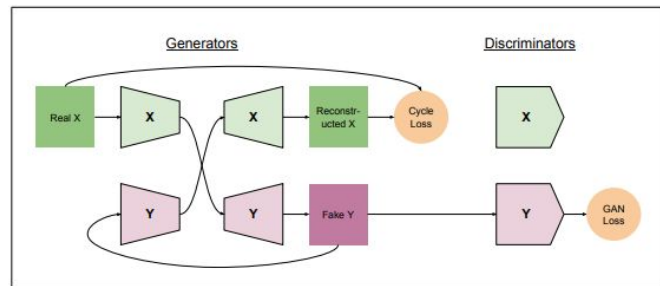 Generators
Discriminators
Real X
X
X
Reconstr-
ucted X
Cycle
Loss
X
Y
Y
Fake Y
Y
GAN
Loss